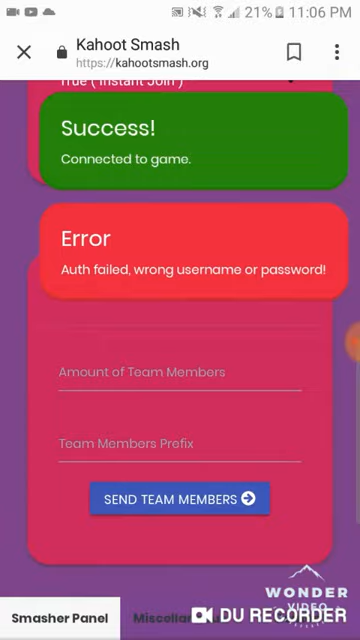 21% 11:06 PM
Kahoot Smash
https://kahootsmash.org
True ( Instant Join )
Success!
Connected to game.
Error
Auth failed, wrong username or password!
Amount of Team Members
Team Members Prefix
SEND TEAM MEMBERS
WONDER
VIDEO
Smasher Panel
DU RECORDER